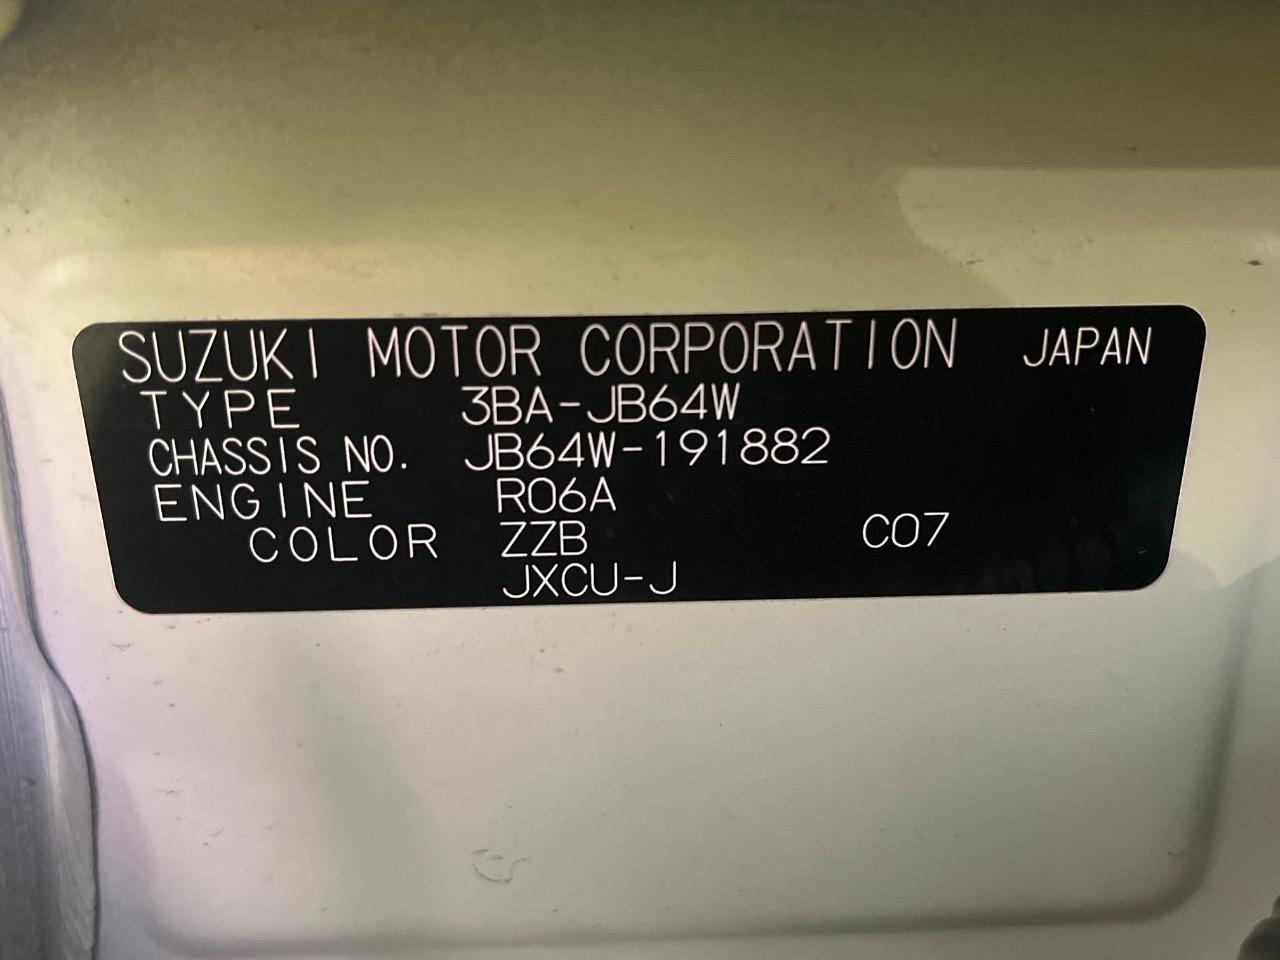 SUZUKI MOTOR CORPORATION JAPAN
TYPE 3BA-JB64W
CHASSIS NO. JB64W-191882
ENGINE R06A
COLOR ZZB C07
JXCU-J